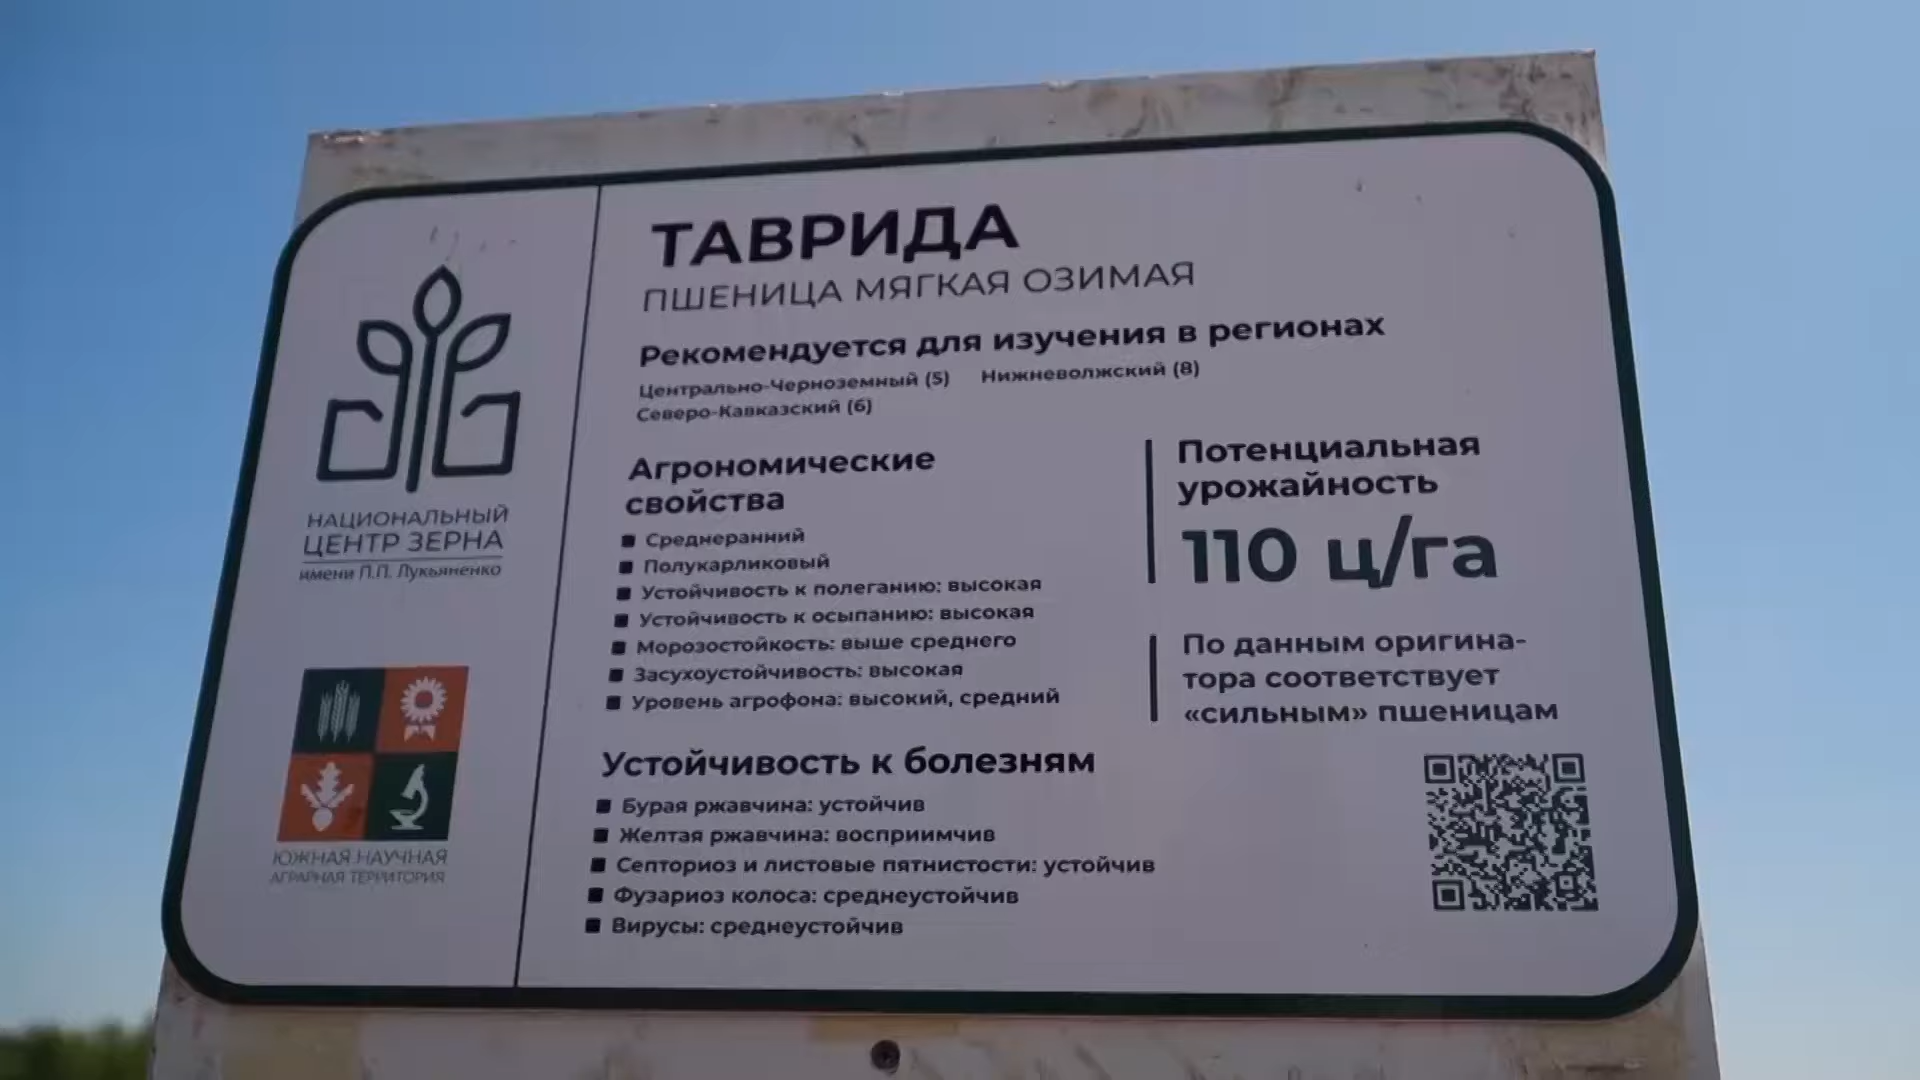 ТАВРИДА
ПШЕНИЦА МЯГКАЯ ОЗИМАЯ
Рекомендуется для изучения в регионах
Центрально-Черноземный (5) Нижневолжский (8)
Северо-Кавказский (6)
Агрономические
свойства
Среднеранний
Полукарликовый
Устойчивость к полеганию: высокая
Устойчивость к осыпанию: высокая
Морозостойкость: выше среднего
Засухоустойчивость: высокая
Уровень агрофона: высокий, средний
Потенциальная
урожайность
110 ц/га
По данным оригина-
тора соответствует
«сильным» пшеницам
Устойчивость к болезням
Бурая ржавчина: устойчив
Желтая ржавчина: восприимчив
Септориоз и листовые пятнистости: устойчив
Фузариоз колоса: среднеустойчив
Вирусы: среднеустойчив
НАЦИОНАЛЬНЫЙ
ЦЕНТР ЗЕРНА
имени П.П. Лукьяненко
ЮЖНАЯ НАУЧНАЯ
АГРАРНАЯ ТЕРРИТОРИЯ